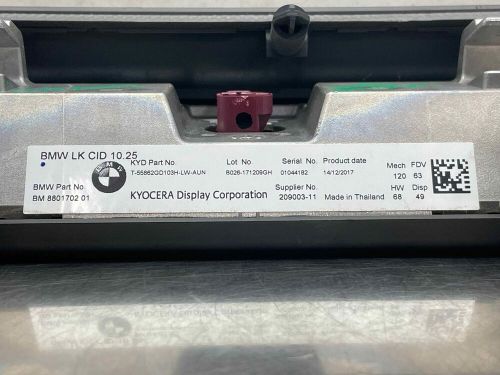 BMW LK CID 10.25
KYD Part No. Lot No. Serial No. Product date Mech FDV
T-55862GD103H-LW-AUN 8026-171209GH 01044182 14/12/2017 120 63
BMW Part No KYOCERA Display Corporation Supplier No. HW Disp
BM 8801702 01 209003-11 Made in Thailand 68 49